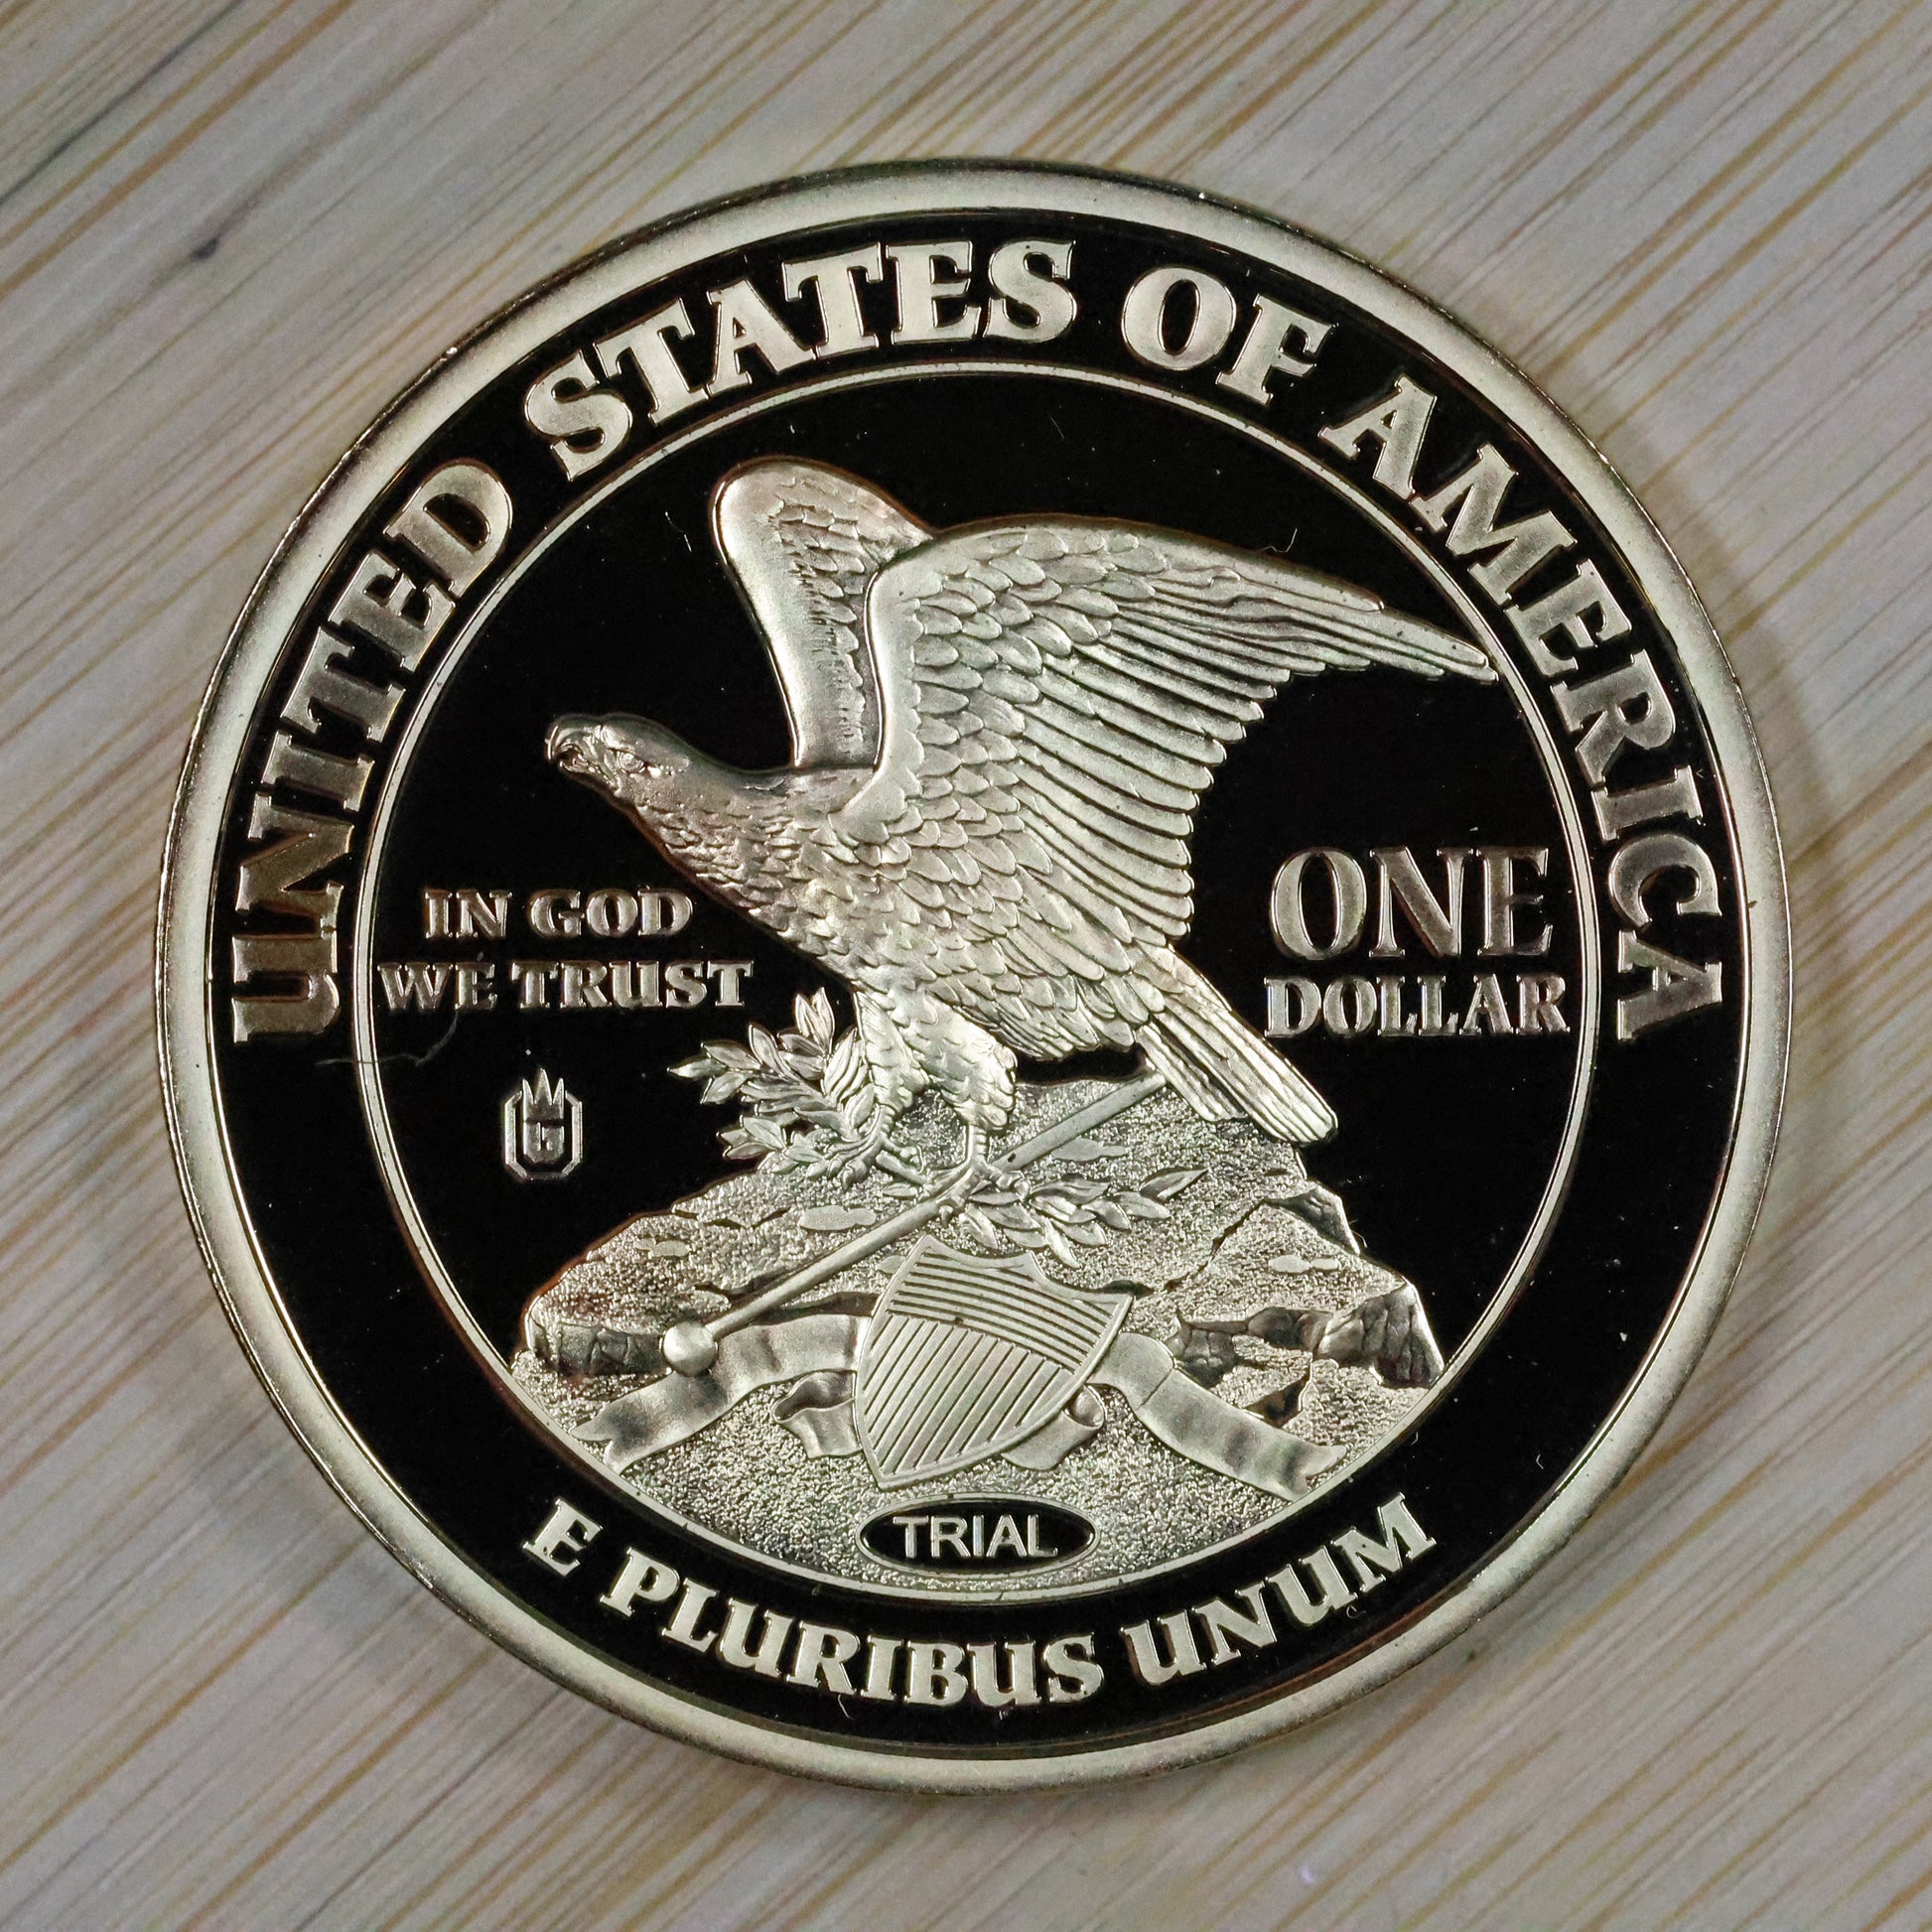 UNITED STATES OF AMERICA
IN GOD
WE TRUST
ONE
DOLLAR
TRIAL
E PLURIBUS UNUM